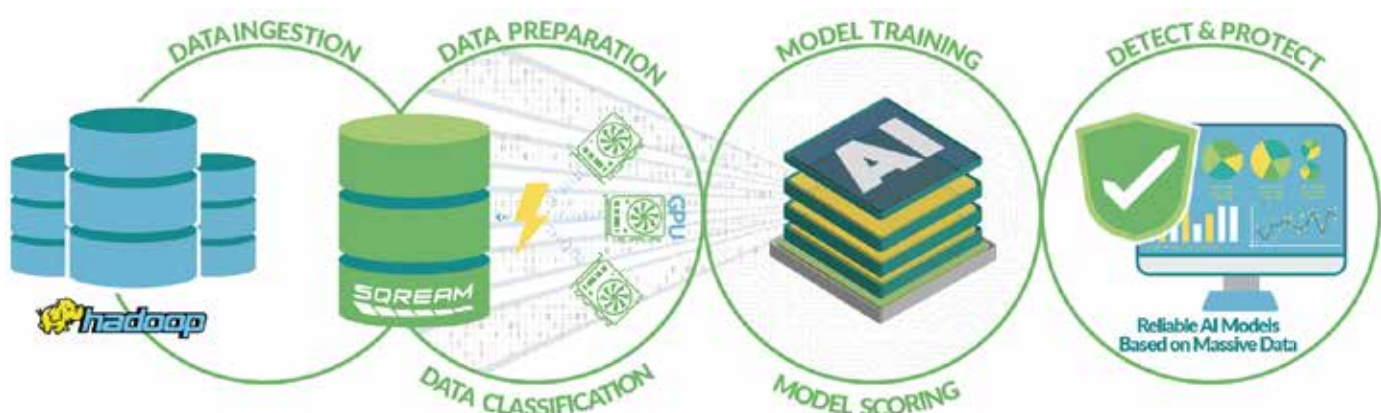 DATA INGESTION
DATA PREPARATION
MODEL TRAINING
DETECT & PROTECT
AI
GPU
SQREAM
hadoop
Reliable AI Models
Based on Massive Data
DATA CLASSIFICATION
MODEL SCORING